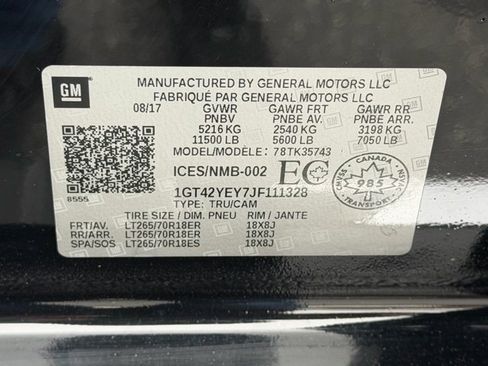 GM
MANUFACTURED BY GENERAL MOTORS LLC
FABRIQUÉ PAR GENERAL MOTORS LLC
08/17 GVWR GAWR FRT GAWR RR
PNBV PNBE AV. PNBE ARR.
5216 KG 2540 KG 3198 KG
11500 LB 5600 LB 7050 LB
MODEL/MODÈLE: 78TK35743
ICES/NMB-002 EC
CANADA
985
TRANSPORT
8555
1GT42YEY7JF111328
TYPE: TRU/CAM
TIRE SIZE / DIM. PNEU RIM / JANTE
FRT/AV. LT265/70R18ER 18X8J
RR/ARR. LT265/70R18ER 18X8J
SPA/SOS LT265/70R18ES 18X8J